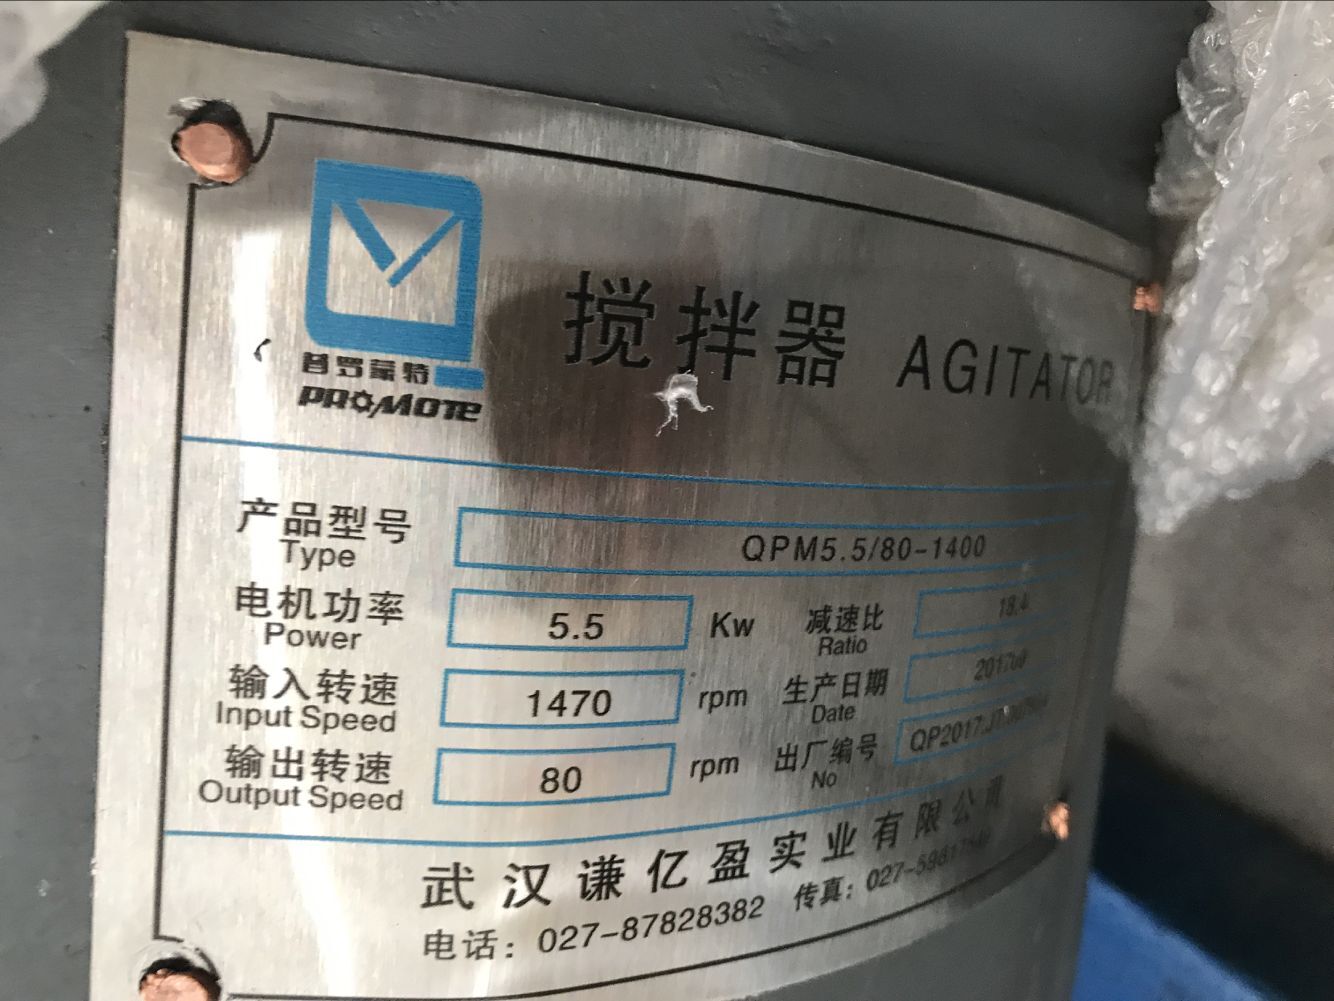 普罗蒙特
PROMOTE
搅拌器 AGITATOR
产品型号 QPM5.5/80-1400
Type
电机功率 5.5 Kw 减速比 18.4
Power Ratio
输入转速 1470 rpm 生产日期
Input Speed Date
输出转速 80 rpm 出厂编号
Output Speed No
武汉谦亿盈实业有限公司
电话：027-87828382 传真：